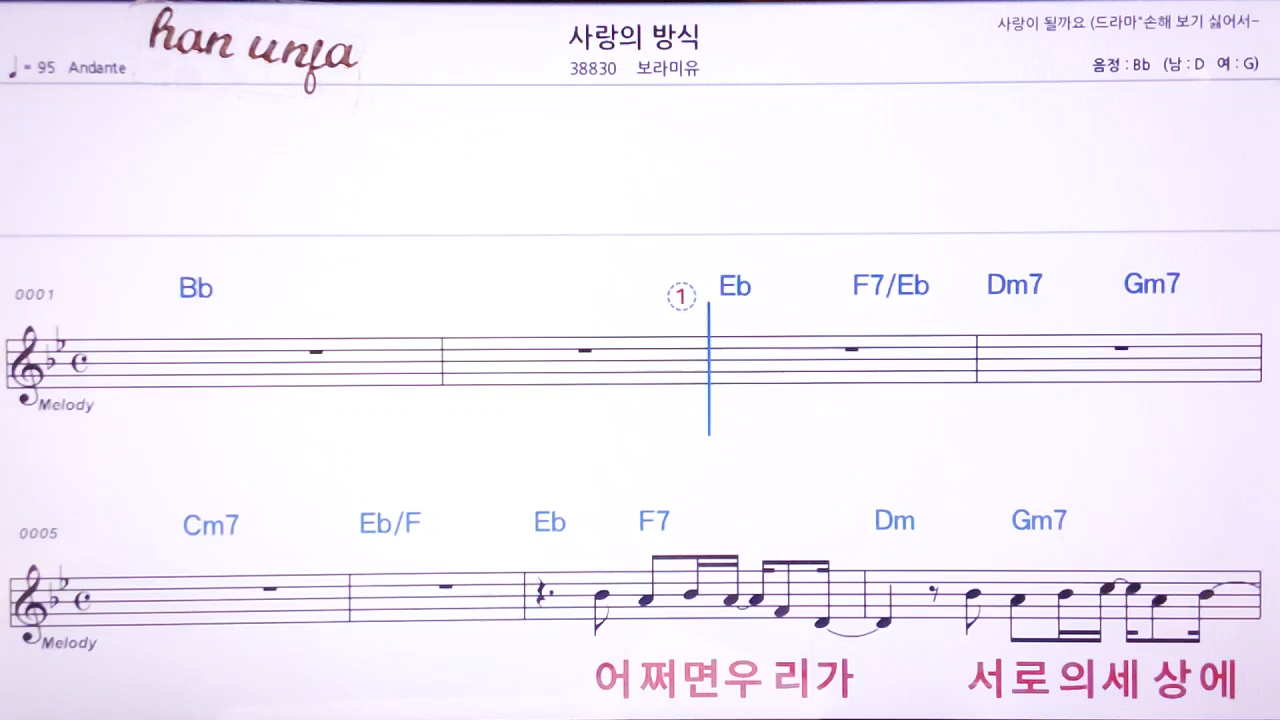 han unfa
사랑의 방식
사랑이 될까요 (드라마"손해 보기 싫어서-
♩= 95 Andante
38830 보라미유
음정 : Bb (남 : D 여 : G)
0001 Bb ① Eb F7/Eb Dm7 Gm7
Melody
0005 Cm7 Eb/F Eb F7 Dm Gm7
Melody
어쩌면우리가 서로의세상에